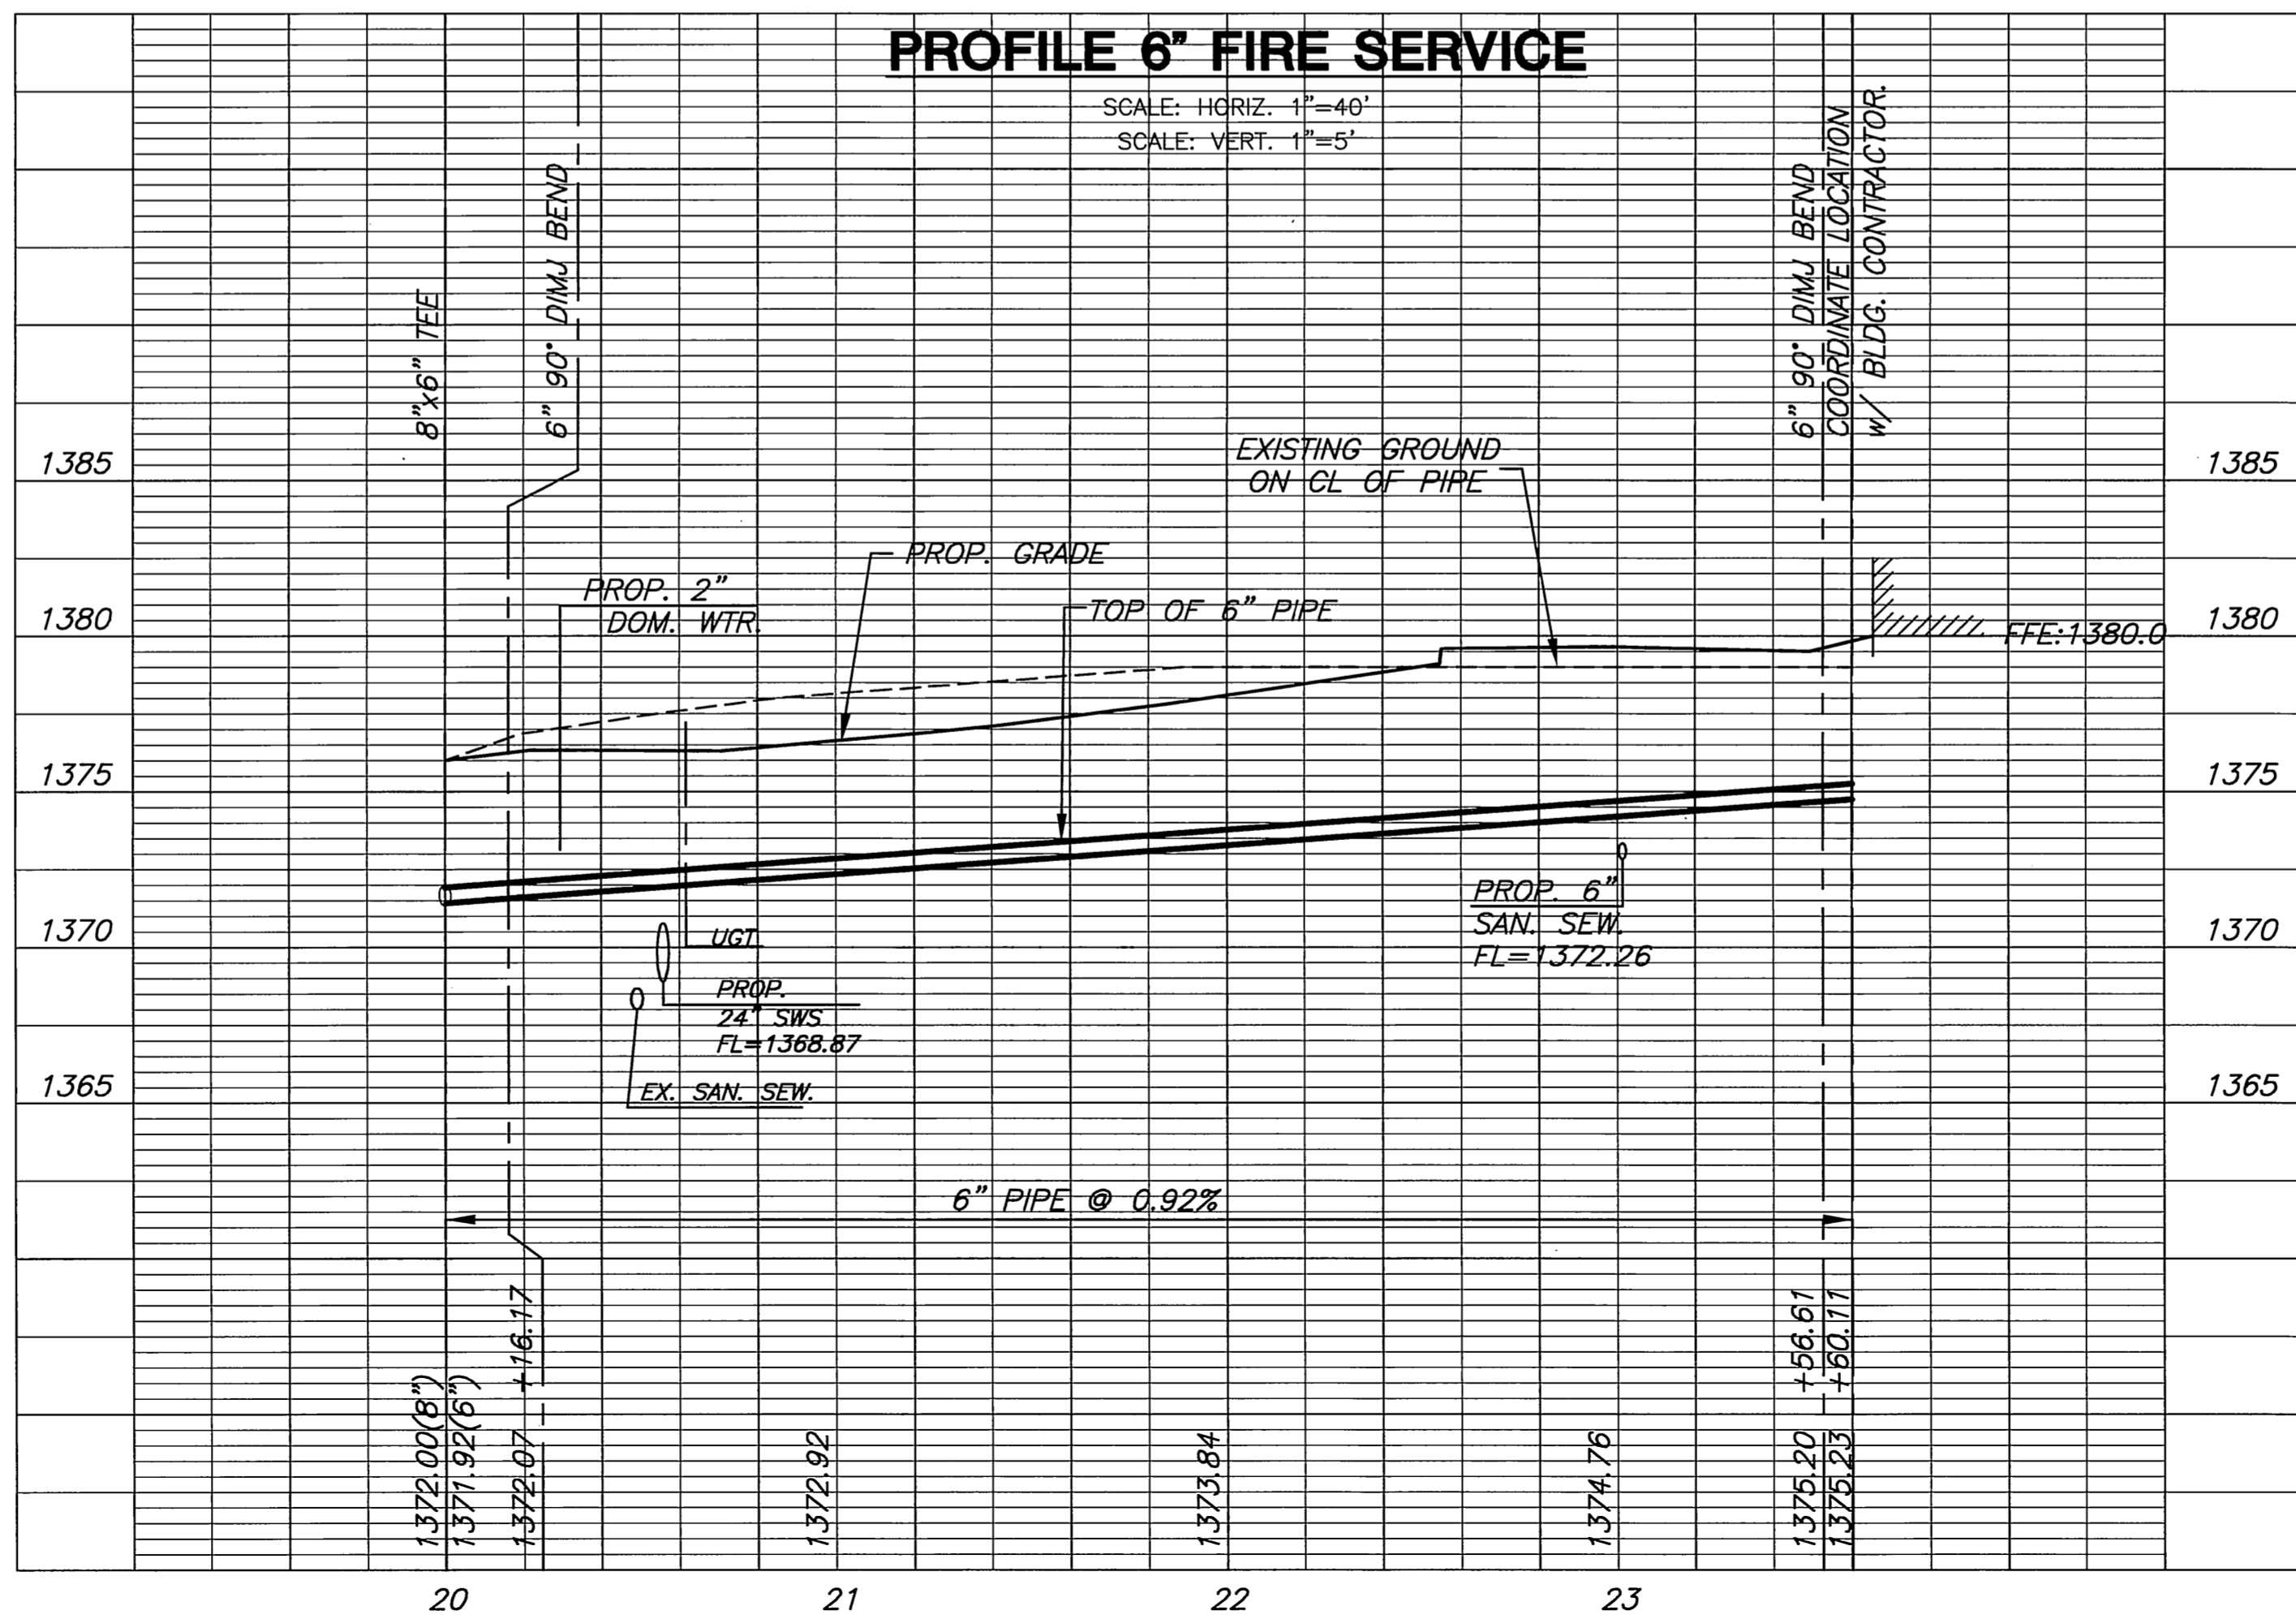 PROFILE 6" FIRE SERVICE
SCALE: HORIZ. 1"=40'
SCALE: VERT. 1"=5'
8"x6" TEE
6" 90° DIMJ BEND
6" 90° DIMJ BEND
COORDINATE LOCATION
w/ BLDG. CONTRACTOR.
1385
1385
EXISTING GROUND
ON CL OF PIPE
PROP. GRADE
PROP. 2"
DOM. WTR.
TOP OF 6" PIPE
1380
1380
FFE:1380.0
1375
1375
PROP. 6"
SAN. SEW.
FL=1372.26
1370
1370
UGT
PROP.
24" SWS
FL=1368.87
EX. SAN. SEW.
1365
1365
6" PIPE @ 0.92%
1372.00(8")
1371.92(6")
1372.07
+16.17
1372.92
1373.84
1374.76
1375.20
+56.61
1375.23
+60.11
20
21
22
23